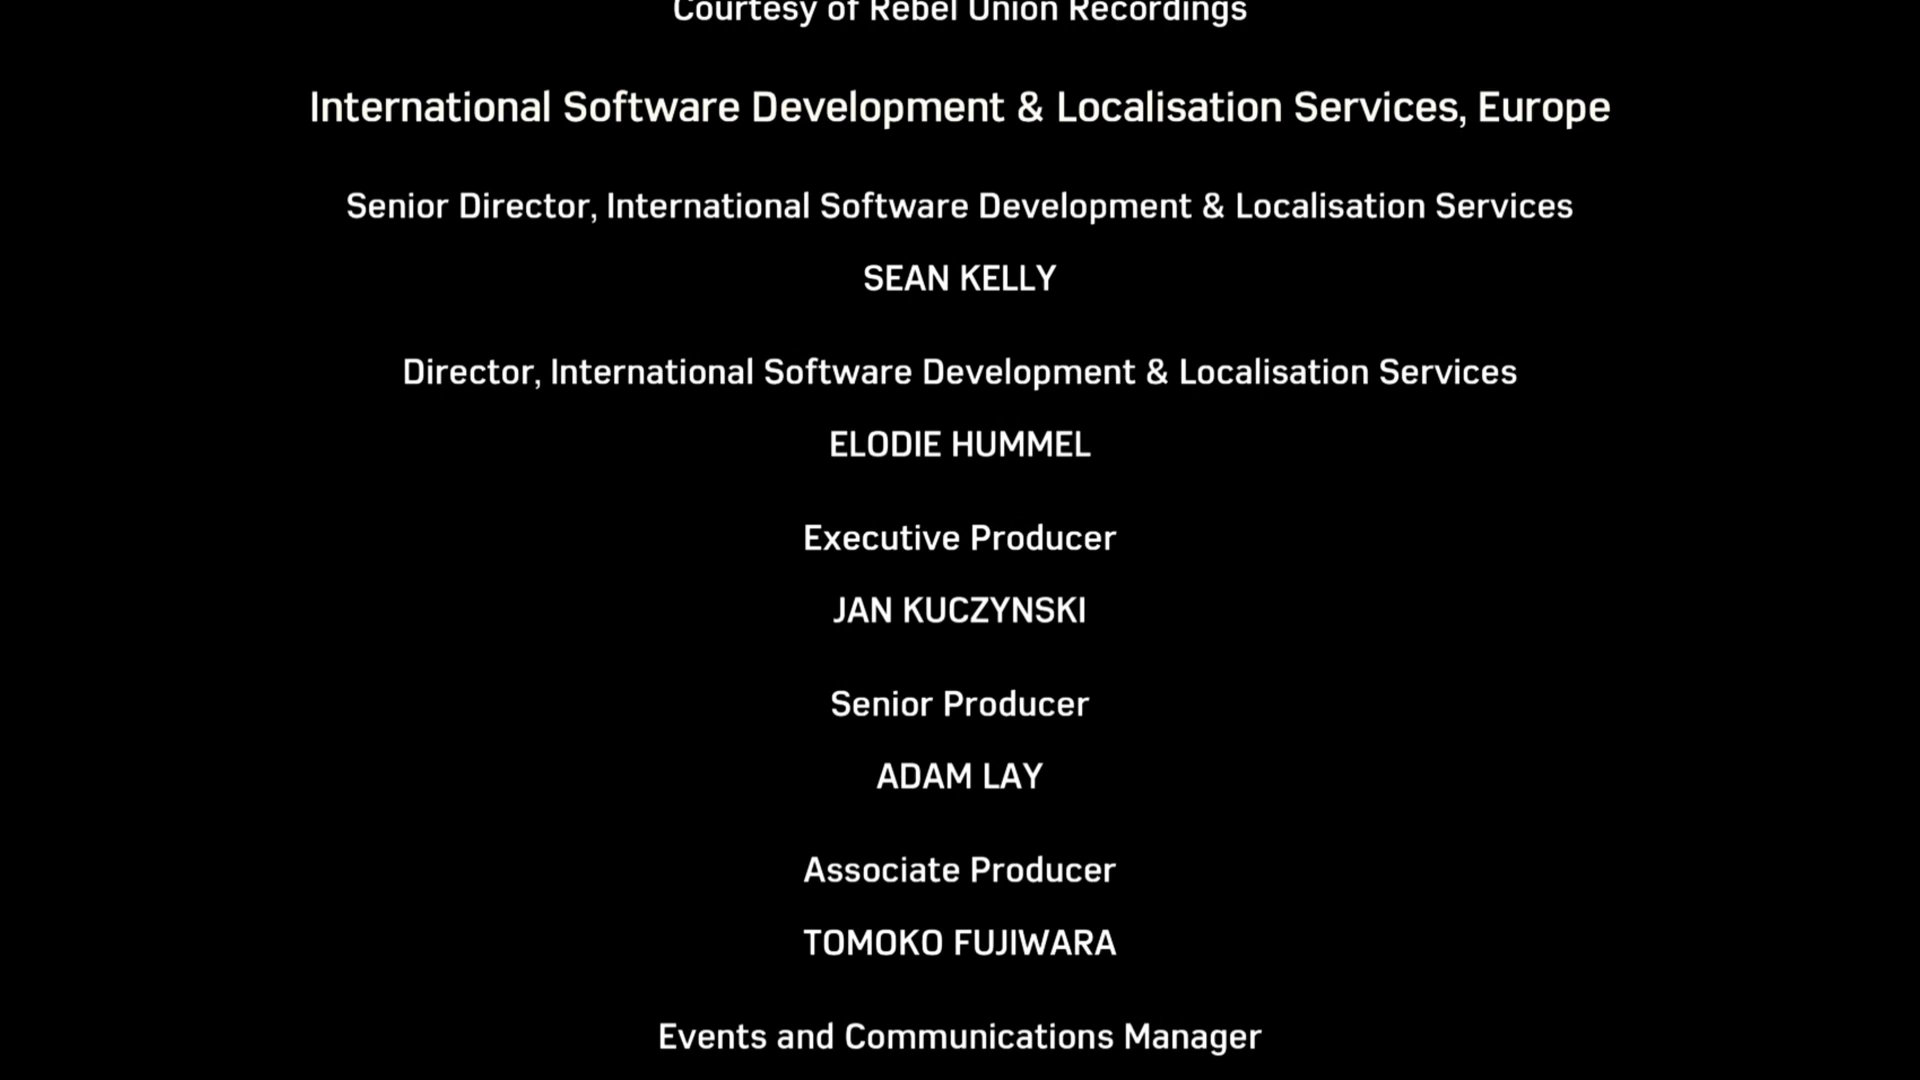 Courtesy of Rebel Union Recordings
International Software Development & Localisation Services, Europe
Senior Director, International Software Development & Localisation Services
SEAN KELLY
Director, International Software Development & Localisation Services
ELODIE HUMMEL
Executive Producer
JAN KUCZYNSKI
Senior Producer
ADAM LAY
Associate Producer
TOMOKO FUJIWARA
Events and Communications Manager